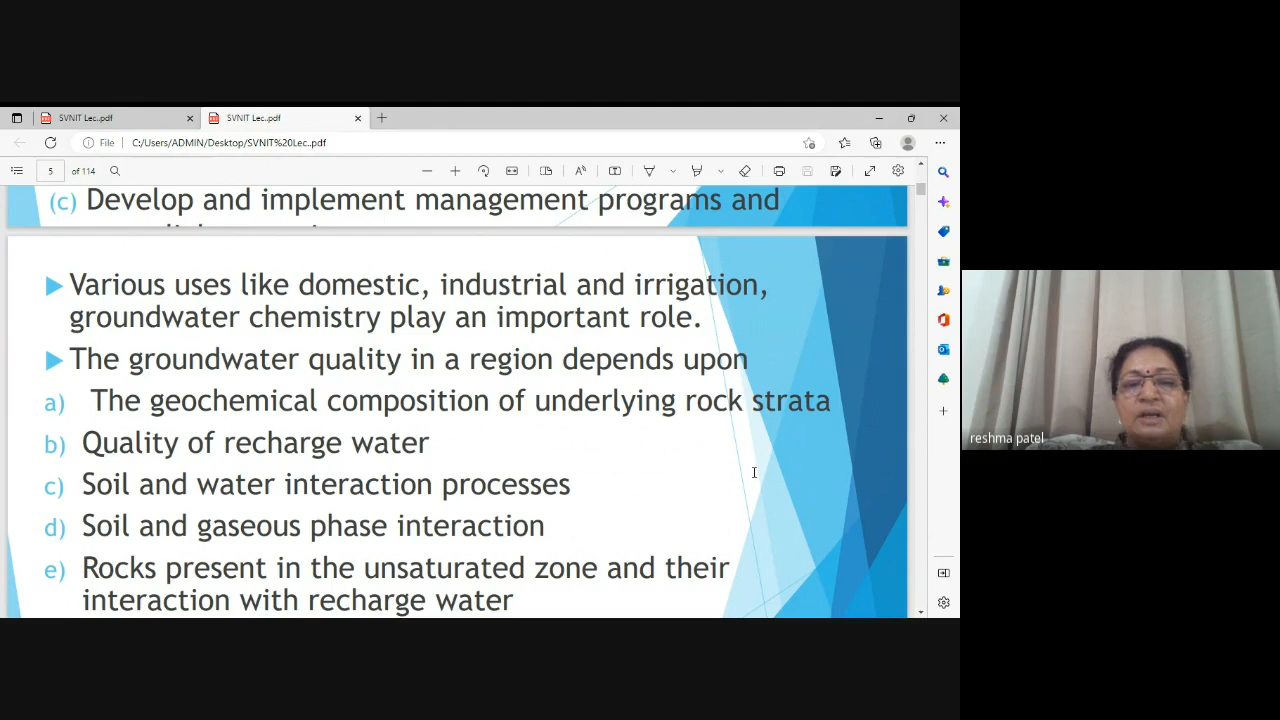 SVNIT Lec..pdf
SVNIT Lec..pdf
File
C:/Users/ADMIN/Desktop/SVNIT%20Lec..pdf
5 of 114
(c) Develop and implement management programs and
Various uses like domestic, industrial and irrigation,
groundwater chemistry play an important role.
The groundwater quality in a region depends upon
a) The geochemical composition of underlying rock strata
b) Quality of recharge water
c) Soil and water interaction processes
d) Soil and gaseous phase interaction
e) Rocks present in the unsaturated zone and their
interaction with recharge water
reshma patel